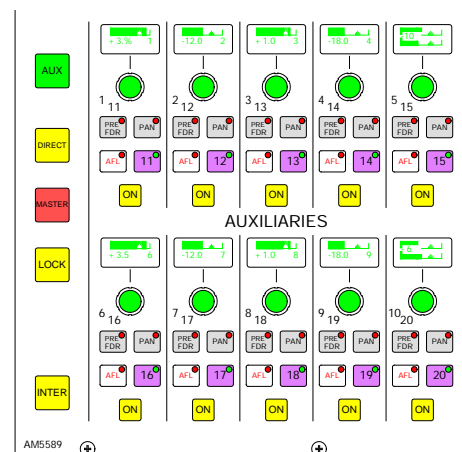 + 3.% 1
-12.0 2
+ 1.0 3
-18.0 4
10
AUX
1 11
2 12
3 13
4 14
5 15
PRE FDR PAN
PRE FDR PAN
PRE FDR PAN
PRE FDR PAN
PRE FDR PAN
DIRECT
AFL 11
AFL 12
AFL 13
AFL 14
AFL 15
MASTER
ON
ON
ON
ON
ON
AUXILIARIES
+ 3.5 6
-12.0 7
+ 1.0 8
-18.0 9
6
LOCK
6 16
7 17
8 18
9 19
10 20
PRE FDR PAN
PRE FDR PAN
PRE FDR PAN
PRE FDR PAN
PRE FDR PAN
AFL 16
AFL 17
AFL 18
AFL 19
AFL 20
INTER
ON
ON
ON
ON
ON
AM5589